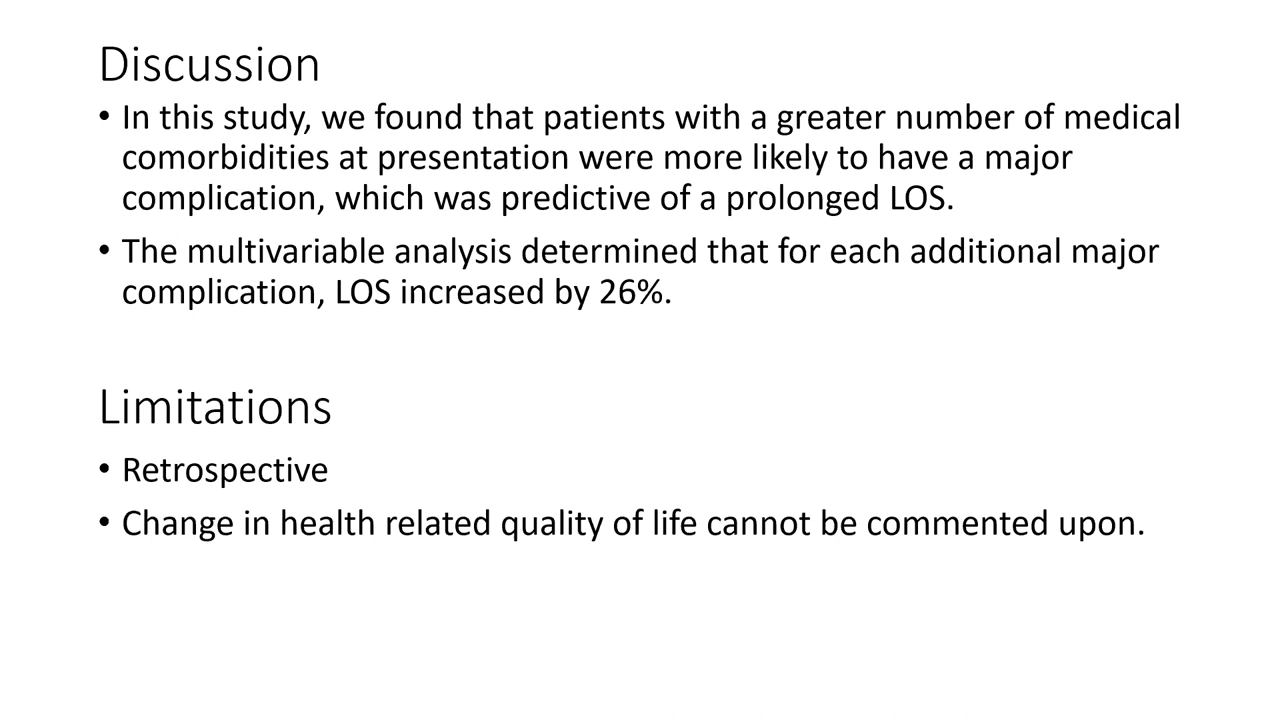 Discussion
• In this study, we found that patients with a greater number of medical
comorbidities at presentation were more likely to have a major
complication, which was predictive of a prolonged LOS.
• The multivariable analysis determined that for each additional major
complication, LOS increased by 26%.
Limitations
• Retrospective
• Change in health related quality of life cannot be commented upon.